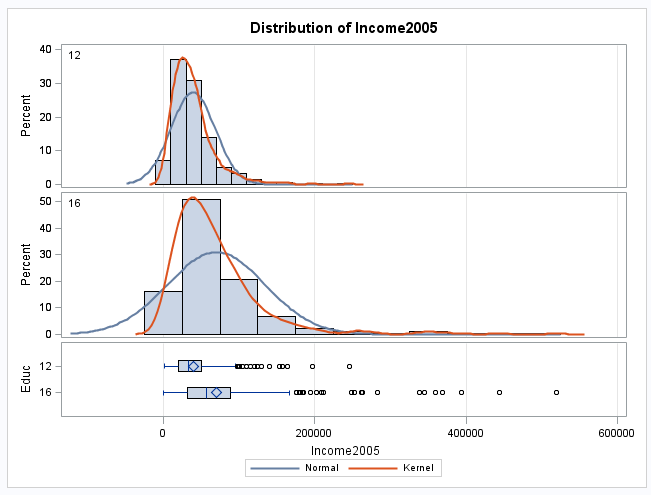 Distribution of Income2005
12
40
30
20
10
0
Percent
16
50
40
30
20
10
0
Percent
Educ
12
16
0 200000 400000 600000
Income2005
Normal Kernel